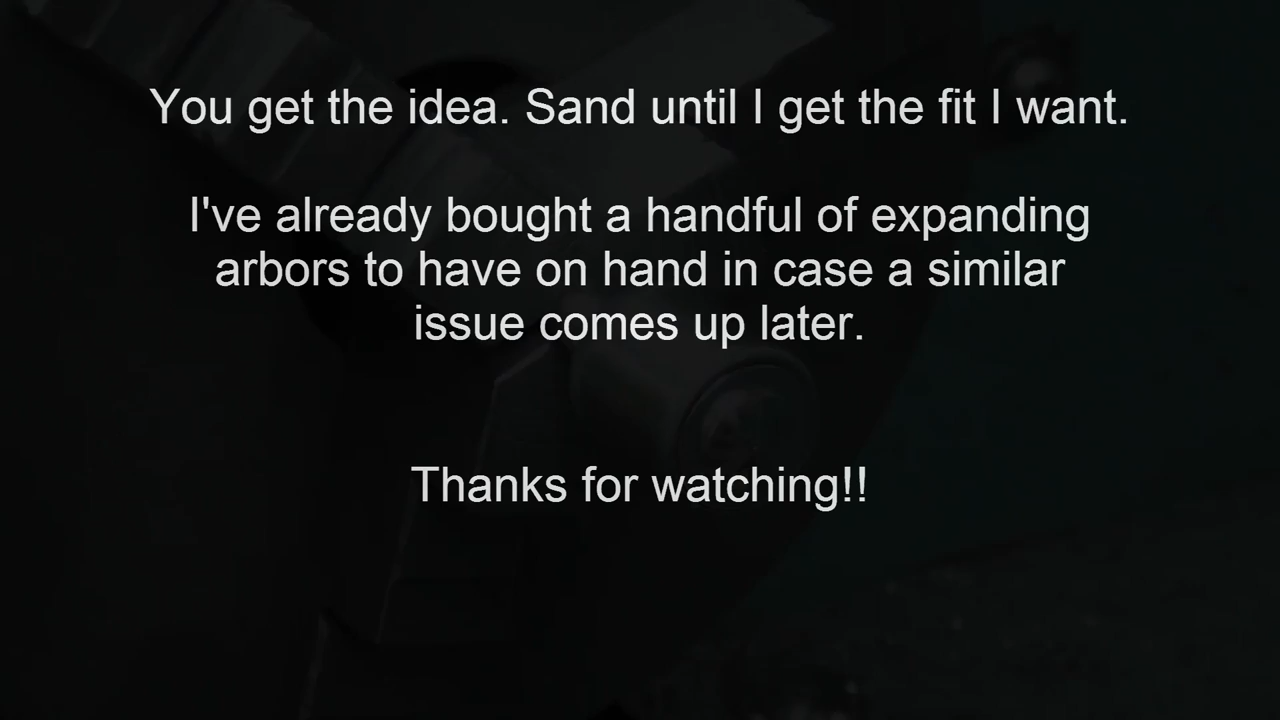 You get the idea. Sand until I get the fit I want.
I've already bought a handful of expanding
arbors to have on hand in case a similar
issue comes up later.
Thanks for watching!!